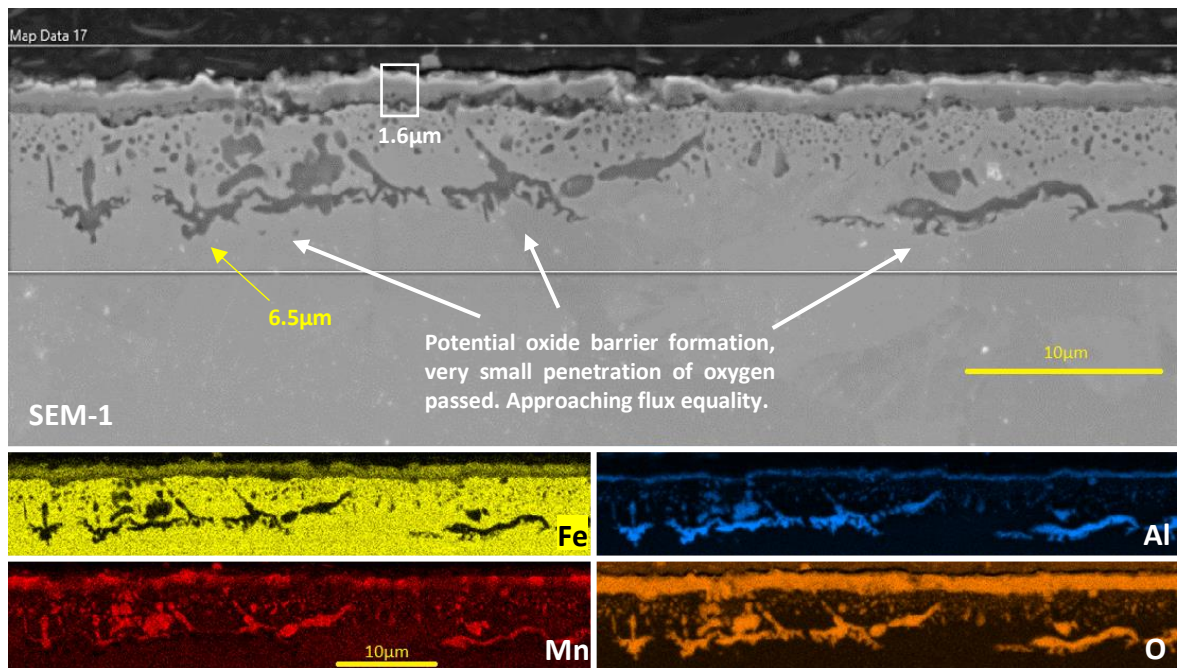 Map Data 17
1.6µm
6.5µm
Potential oxide barrier formation,
very small penetration of oxygen
passed. Approaching flux equality.
10µm
SEM-1
Fe
Al
Mn
10µm
O